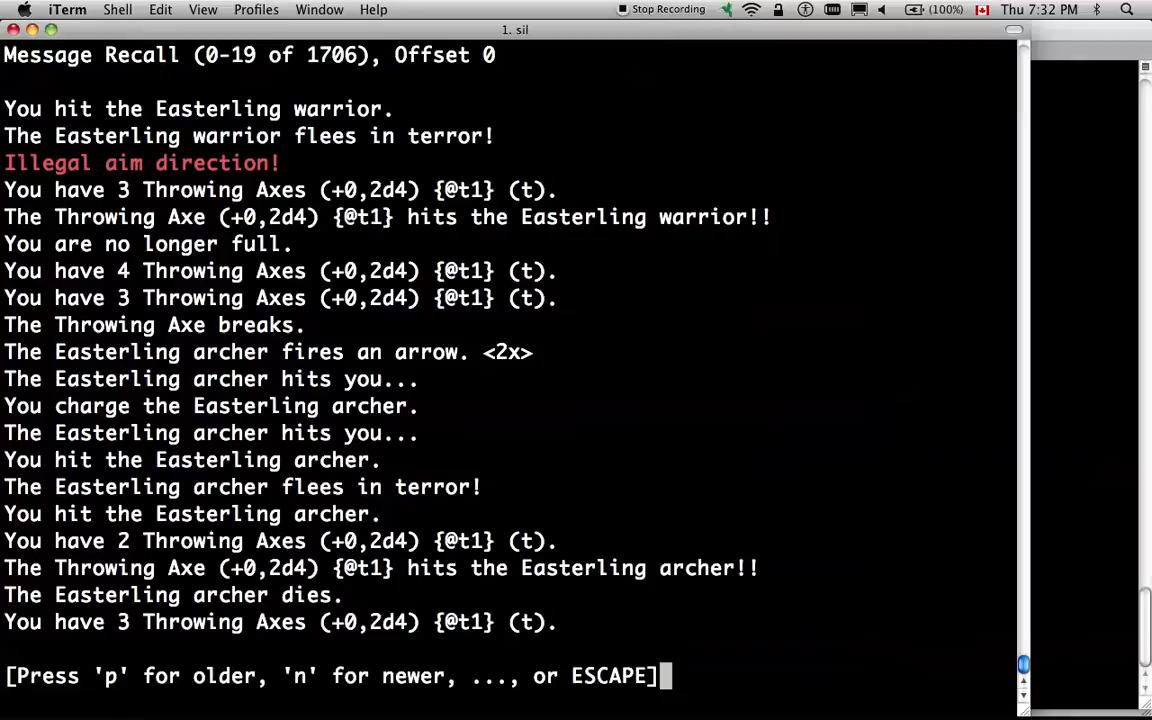 iTerm Shell Edit View Profiles Window Help Stop Recording (100%) Thu 7:32 PM
1. sil
Message Recall (0-19 of 1706), Offset 0
You hit the Easterling warrior.
The Easterling warrior flees in terror!
Illegal aim direction!
You have 3 Throwing Axes (+0,2d4) {@t1} (t).
The Throwing Axe (+0,2d4) {@t1} hits the Easterling warrior!!
You are no longer full.
You have 4 Throwing Axes (+0,2d4) {@t1} (t).
You have 3 Throwing Axes (+0,2d4) {@t1} (t).
The Throwing Axe breaks.
The Easterling archer fires an arrow. <2x>
The Easterling archer hits you...
You charge the Easterling archer.
The Easterling archer hits you...
You hit the Easterling archer.
The Easterling archer flees in terror!
You hit the Easterling archer.
You have 2 Throwing Axes (+0,2d4) {@t1} (t).
The Throwing Axe (+0,2d4) {@t1} hits the Easterling archer!!
The Easterling archer dies.
You have 3 Throwing Axes (+0,2d4) {@t1} (t).
[Press 'p' for older, 'n' for newer, ..., or ESCAPE]